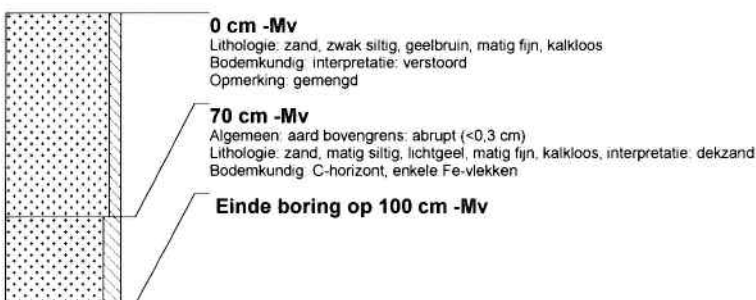 0 cm -Mv
Lithologie: zand, zwak siltig, geelbruin, matig fijn, kalkloos
Bodemkundig: interpretatie: verstoord
Opmerking: gemengd
70 cm -Mv
Algemeen: aard bovengrens: abrupt (<0,3 cm)
Lithologie: zand, matig siltig, lichtgeel, matig fijn, kalkloos, interpretatie: dekzand
Bodemkundig: C-horizont, enkele Fe-vlekken
Einde boring op 100 cm -Mv